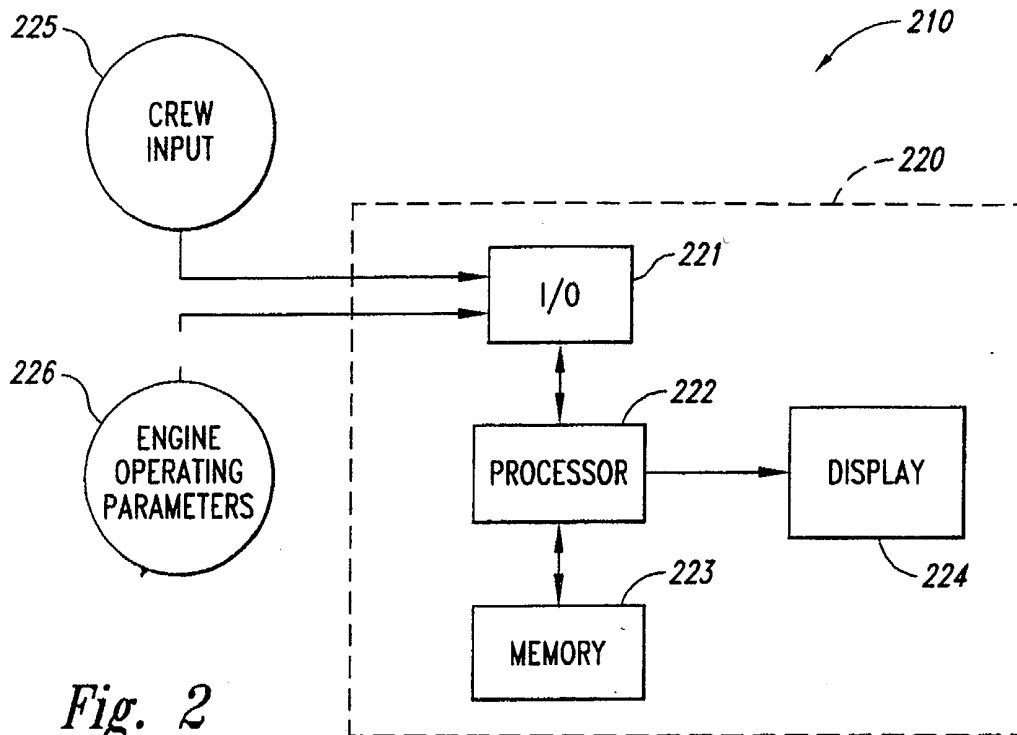 225
210
CREW
INPUT
220
221
I/O
226
222
ENGINE
OPERATING
PARAMETERS
PROCESSOR
DISPLAY
223
224
MEMORY
Fig. 2